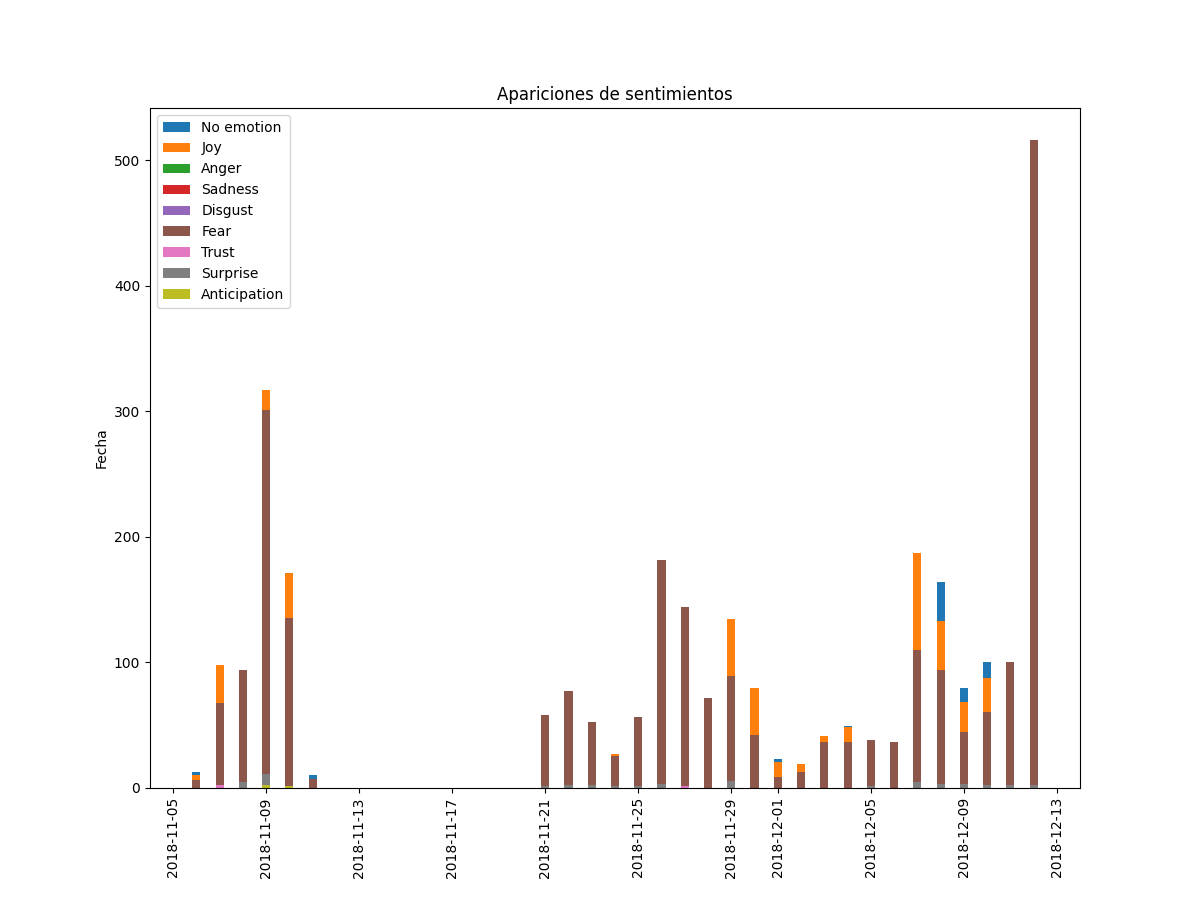 Apariciones de sentimientos
No emotion
Joy
Anger
Sadness
Disgust
Fear
Trust
Surprise
Anticipation
Fecha
500
400
300
200
100
0
2018-11-05
2018-11-09
2018-11-13
2018-11-17
2018-11-21
2018-11-25
2018-11-29
2018-12-01
2018-12-05
2018-12-09
2018-12-13